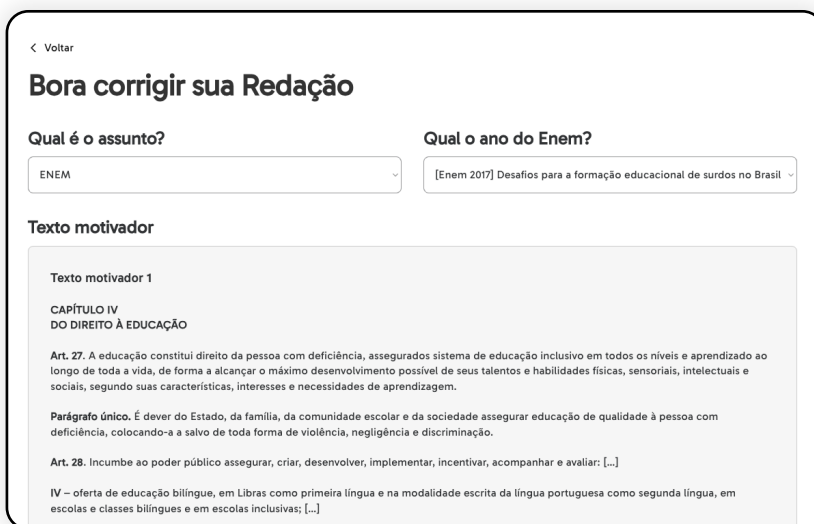 Voltar
Bora corrigir sua Redação
Qual é o assunto?
Qual o ano do Enem?
ENEM
[Enem 2017] Desafios para a formação educacional de surdos no Brasil
Texto motivador
Texto motivador 1
CAPÍTULO IV
DO DIREITO À EDUCAÇÃO
Art. 27. A educação constitui direito da pessoa com deficiência, assegurados sistema de educação inclusivo em todos os níveis e aprendizado ao
longo de toda a vida, de forma a alcançar o máximo desenvolvimento possível de seus talentos e habilidades físicas, sensoriais, intelectuais e
sociais, segundo suas características, interesses e necessidades de aprendizagem.
Parágrafo único. É dever do Estado, da família, da comunidade escolar e da sociedade assegurar educação de qualidade à pessoa com
deficiência, colocando-a a salvo de toda forma de violência, negligência e discriminação.
Art. 28. Incumbe ao poder público assegurar, criar, desenvolver, implementar, incentivar, acompanhar e avaliar: [...]
IV – oferta de educação bilíngue, em Libras como primeira língua e na modalidade escrita da língua portuguesa como segunda língua, em
escolas e classes bilíngues e em escolas inclusivas; [...]